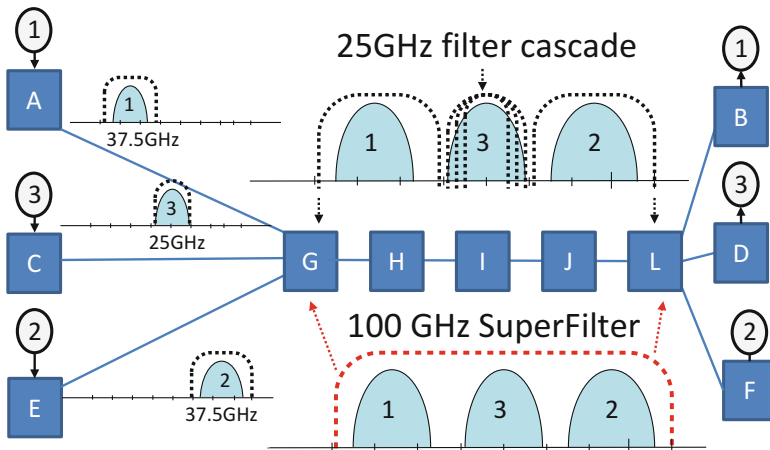 1
25GHz filter cascade
1
A
1
37.5GHz
B
1
3
2
3
3
3
25GHz
C
G
H
I
J
L
D
2
100 GHz SuperFilter
2
2
37.5GHz
E
1
3
2
F